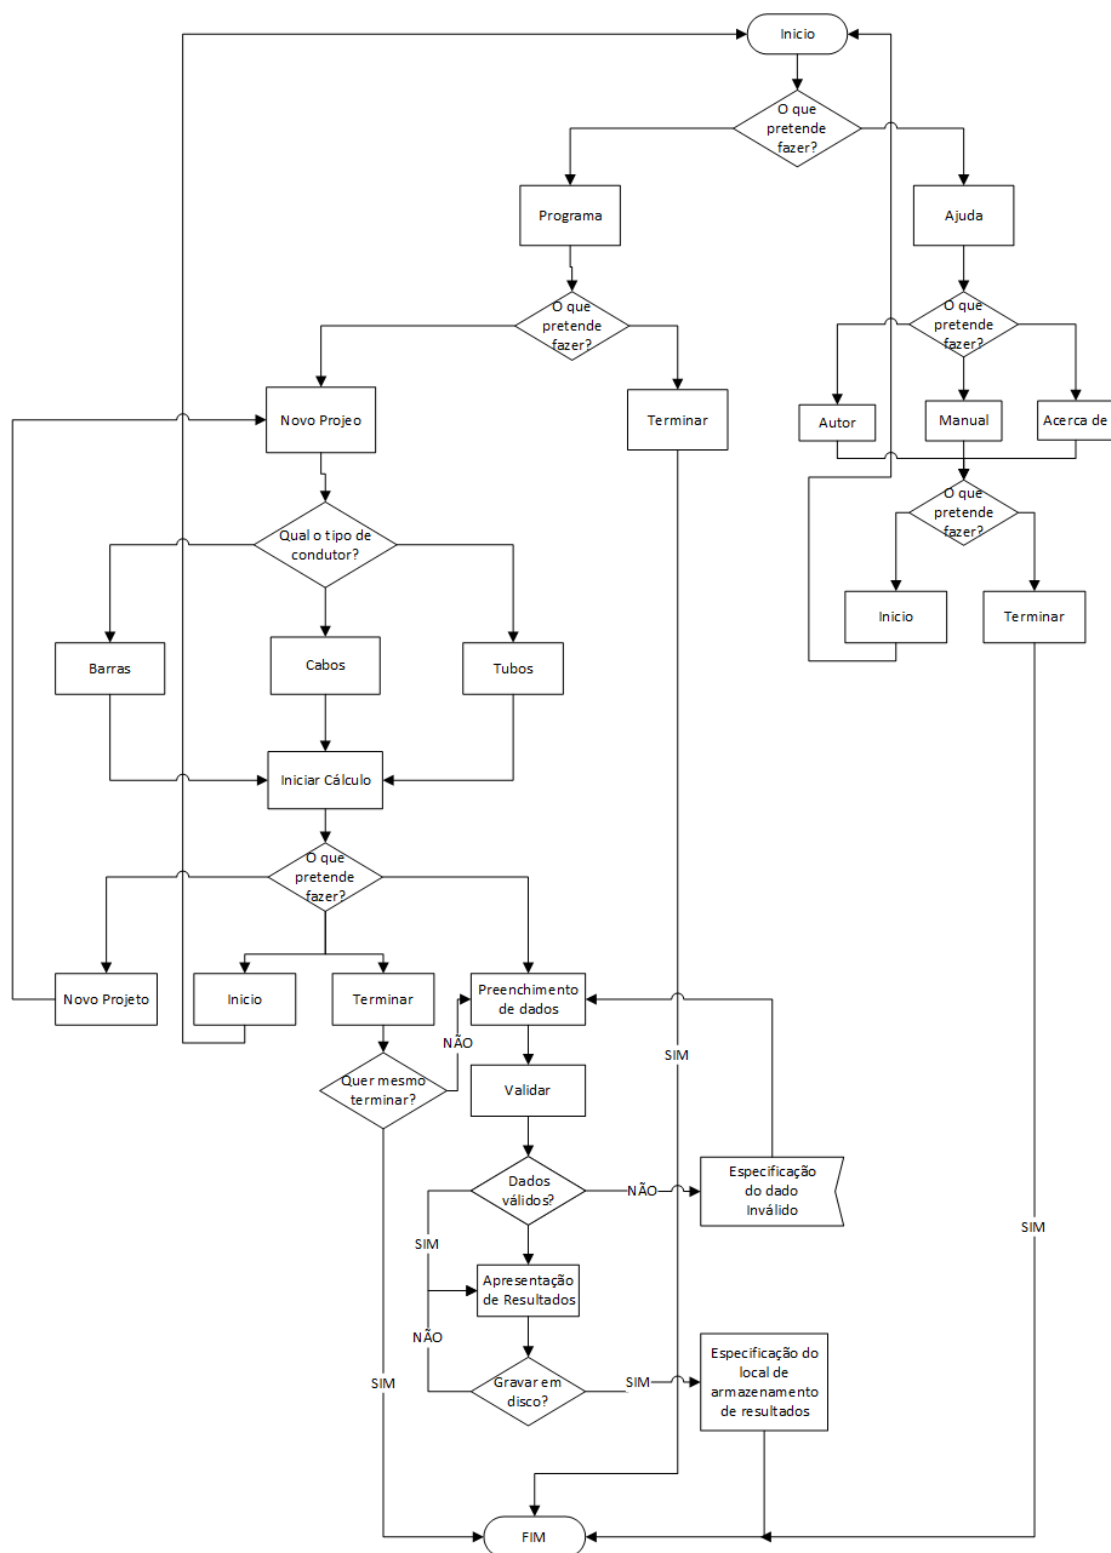 Inicio
O que
pretende
fazer?
Programa
Ajuda
O que
pretende
fazer?
O que
pretende
fazer?
Novo Projeo
Terminar
Autor
Manual
Acerca de
O que
pretende
fazer?
Qual o tipo de
condutor?
Inicio
Terminar
Barras
Cabos
Tubos
Iniciar Cálculo
O que
pretende
fazer?
Novo Projeto
Inicio
Terminar
Preenchimento
de dados
NÃO
SIM
Quer mesmo
terminar?
Validar
Dados
válidos?
NÃO
Especificação
do dado
Inválido
SIM
SIM
Apresentação
de Resultados
NÃO
Gravar em
disco?
SIM
Especificação do
local de
armazenamento
de resultados
SIM
FIM